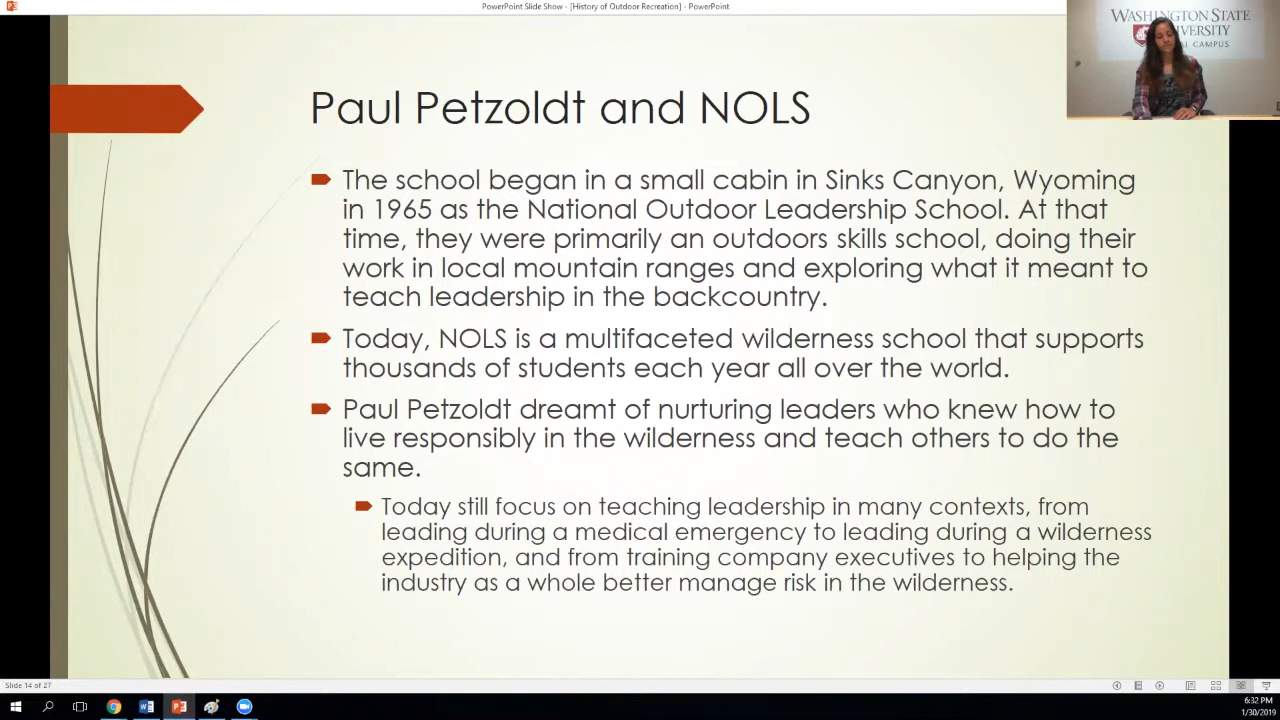 PowerPoint Slide Show - [History of Outdoor Recreation] - PowerPoint
WASHINGTON STATE
CAMPUS
Paul Petzoldt and NOLS
The school began in a small cabin in Sinks Canyon, Wyoming
in 1965 as the National Outdoor Leadership School. At that
time, they were primarily an outdoors skills school, doing their
work in local mountain ranges and exploring what it meant to
teach leadership in the backcountry.
Today, NOLS is a multifaceted wilderness school that supports
thousands of students each year all over the world.
Paul Petzoldt dreamt of nurturing leaders who knew how to
live responsibly in the wilderness and teach others to do the
same.
Today still focus on teaching leadership in many contexts, from
leading during a medical emergency to leading during a wilderness
expedition, and from training company executives to helping the
industry as a whole better manage risk in the wilderness.
Slide 14 of 27
6:32 PM
1/30/2019